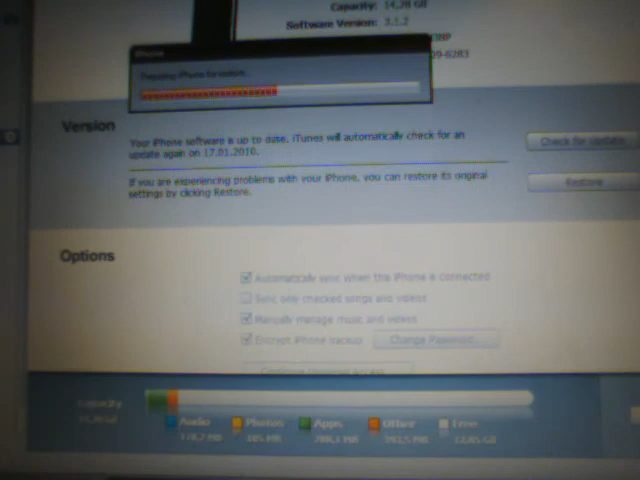 Capacity: 14,28 GB
Software Version: 3.1.2
iPhone
Preparing iPhone for restore...
Version
Your iPhone software is up to date. iTunes will automatically check for an
update again on 17.01.2010.
Check for Update
If you are experiencing problems with your iPhone, you can restore its original
settings by clicking Restore.
Restore
Options
Automatically sync when this iPhone is connected
Sync only checked songs and videos
Manually manage music and videos
Encrypt iPhone backup
Change Password...
Capacity
Audio
Photos
Apps
Other
Free